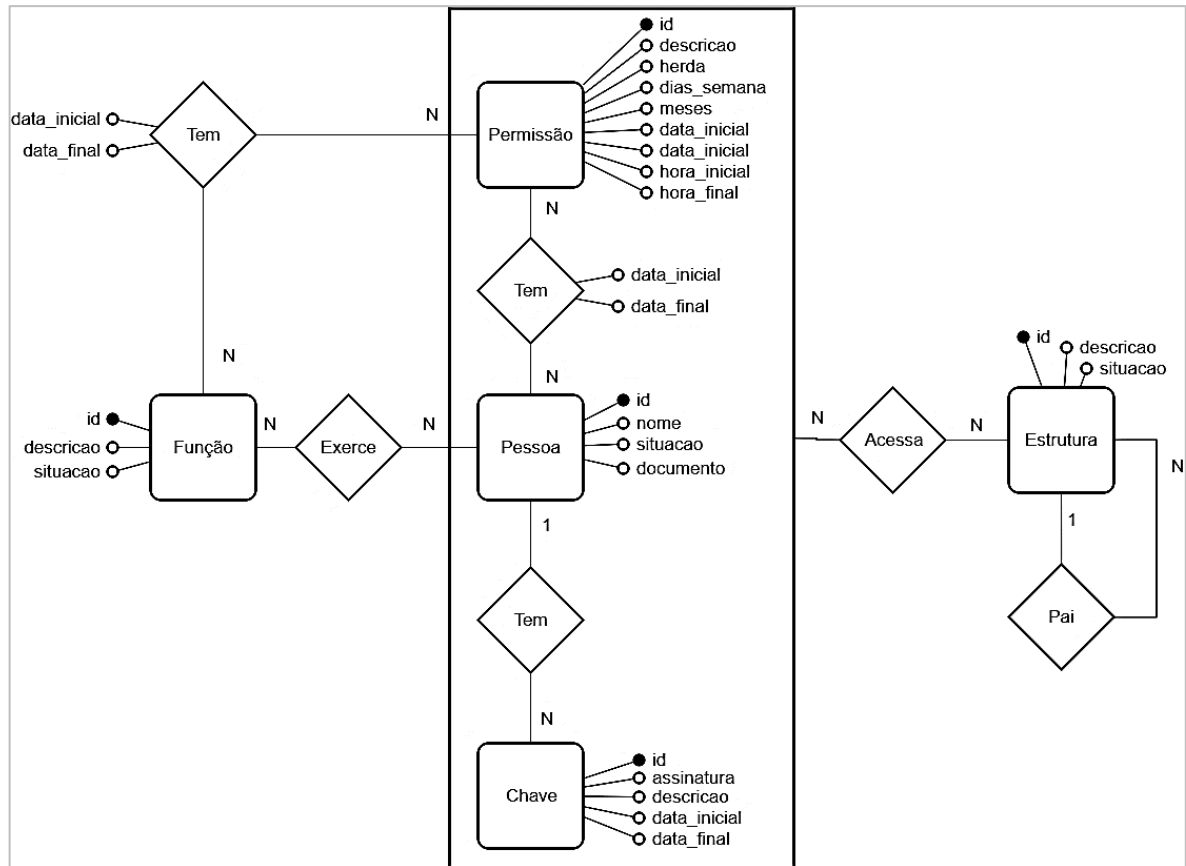 id
descricao
herda
dias_semana
meses
data_inicial
data_inicial
hora_inicial
hora_final
Permissão
N
Tem
data_inicial
data_final
N
N
Tem
data_inicial
data_final
N
id
descricao
situacao
Função
N
Exerce
N
Pessoa
id
nome
situacao
documento
1
Tem
N
Chave
id
assinatura
descricao
data_inicial
data_final
N
Acessa
N
id
descricao
situacao
Estrutura
N
1
Pai